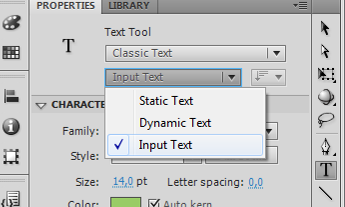 PROPERTIES LIBRARY
T Text Tool
Classic Text
Input Text
Static Text
Dynamic Text
✓ Input Text
CHARAC
Family:
Style:
Size: 14,0 pt Letter spacing: 0,0
Color: Auto kern
T